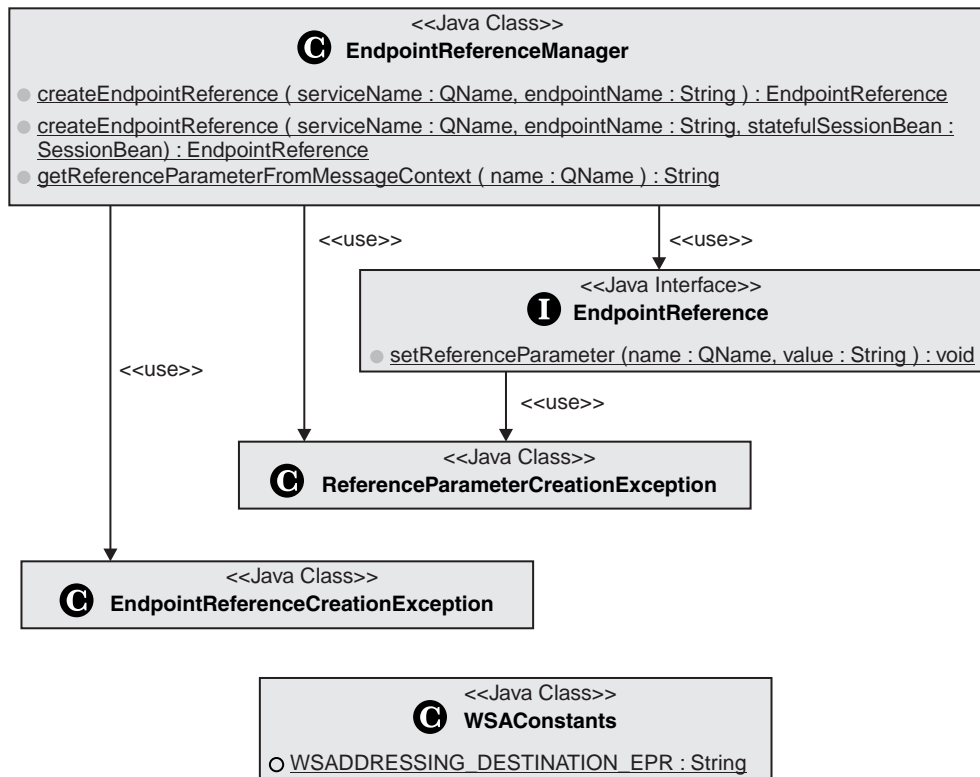 <<Java Class>>
C EndpointReferenceManager
createEndpointReference ( serviceName : QName, endpointName : String ) : EndpointReference
createEndpointReference ( serviceName : QName, endpointName : String, statefulSessionBean :
SessionBean) : EndpointReference
getReferenceParameterFromMessageContext ( name : QName ) : String
<<use>>
<<use>>
<<Java Interface>>
I EndpointReference
setReferenceParameter (name : QName, value : String ) : void
<<use>>
<<use>>
<<Java Class>>
C ReferenceParameterCreationException
<<Java Class>>
C EndpointReferenceCreationException
<<Java Class>>
C WSAConstants
WSADDRESSING_DESTINATION_EPR : String